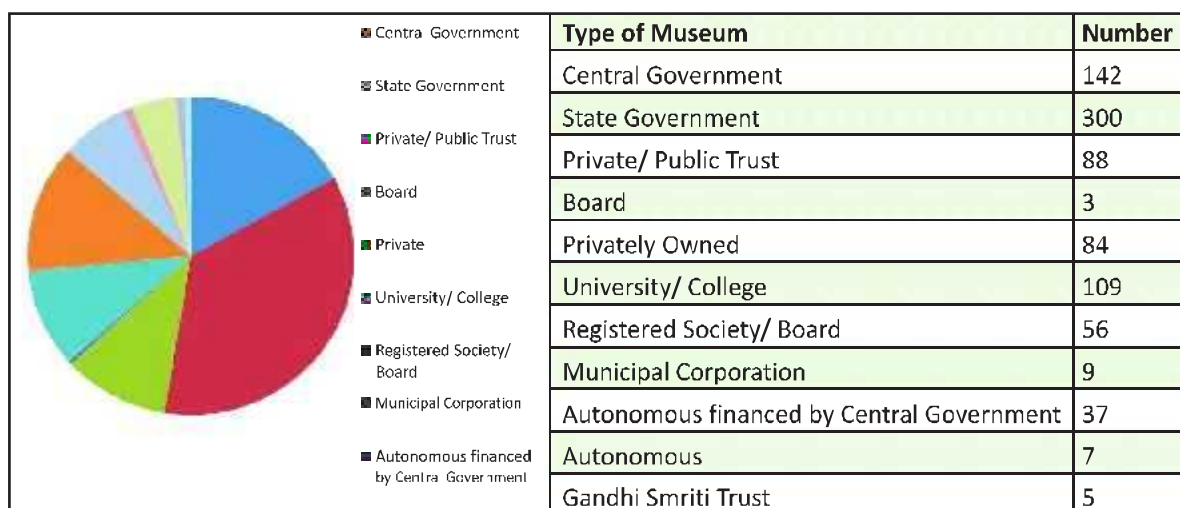 Centra Government
State Government
Private/ Public Trust
Board
Private
University/ College
Registered Society/
Board
Municipal Corporation
Autonomous financed
by Central Government
Type of Museum Number
Central Government 142
State Government 300
Private/ Public Trust 88
Board 3
Privately Owned 84
University/ College 109
Registered Society/ Board 56
Municipal Corporation 9
Autonomous financed by Central Government 37
Autonomous 7
Gandhi Smriti Trust 5